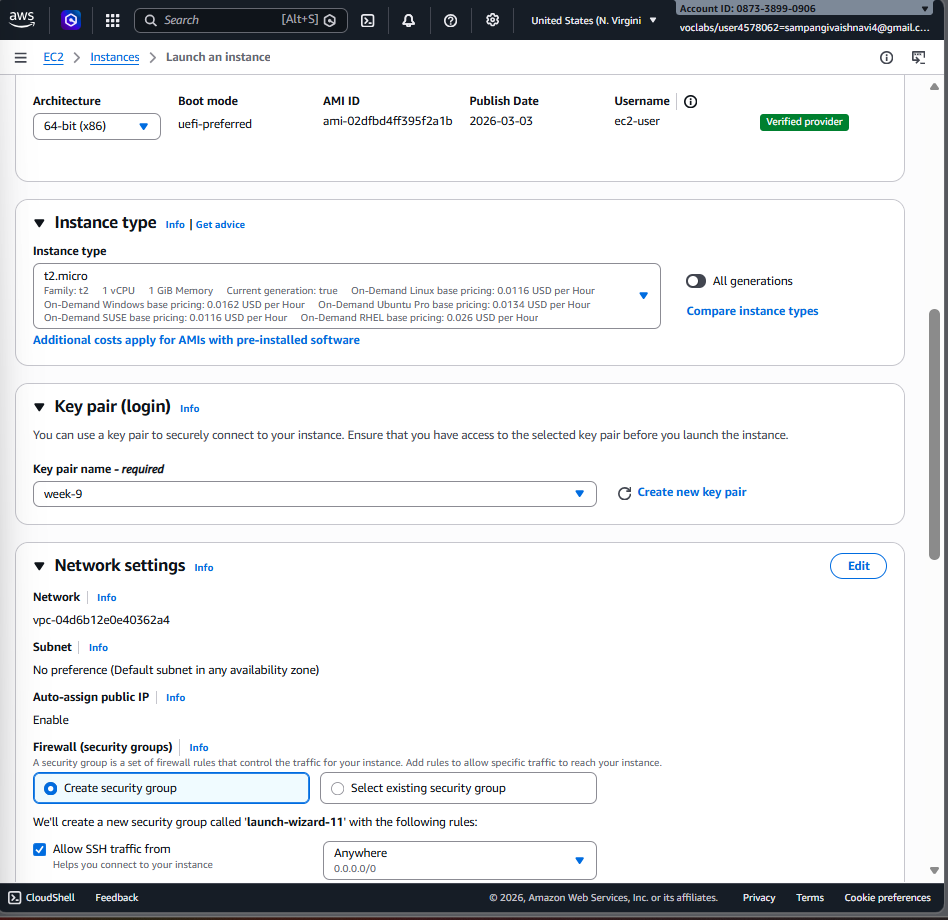 aws
Search [Alt+S]
United States (N. Virgini
Account ID: 0873-3899-0906
voclabs/user4578062=sampangivaishnavi4@gmail.c...
EC2 > Instances > Launch an instance
Architecture
64-bit (x86)
Boot mode
uefi-preferred
AMI ID
ami-02dfbd4ff395f2a1b
Publish Date
2026-03-03
Username
ec2-user
Verified provider
Instance type Info | Get advice
Instance type
t2.micro
Family: t2 1 vCPU 1 GiB Memory Current generation: true On-Demand Linux base pricing: 0.0116 USD per Hour
On-Demand Windows base pricing: 0.0162 USD per Hour On-Demand Ubuntu Pro base pricing: 0.0134 USD per Hour
On-Demand SUSE base pricing: 0.0116 USD per Hour On-Demand RHEL base pricing: 0.026 USD per Hour
All generations
Compare instance types
Additional costs apply for AMIs with pre-installed software
Key pair (login) Info
You can use a key pair to securely connect to your instance. Ensure that you have access to the selected key pair before you launch the instance.
Key pair name - required
week-9
Create new key pair
Network settings Info
Edit
Network Info
vpc-04d6b12e0e40362a4
Subnet Info
No preference (Default subnet in any availability zone)
Auto-assign public IP Info
Enable
Firewall (security groups) Info
A security group is a set of firewall rules that control the traffic for your instance. Add rules to allow specific traffic to reach your instance.
Create security group
Select existing security group
We'll create a new security group called 'launch-wizard-11' with the following rules:
Allow SSH traffic from
Helps you connect to your instance
Anywhere
0.0.0.0/0
CloudShell Feedback © 2026, Amazon Web Services, Inc. or its affiliates. Privacy Terms Cookie preferences